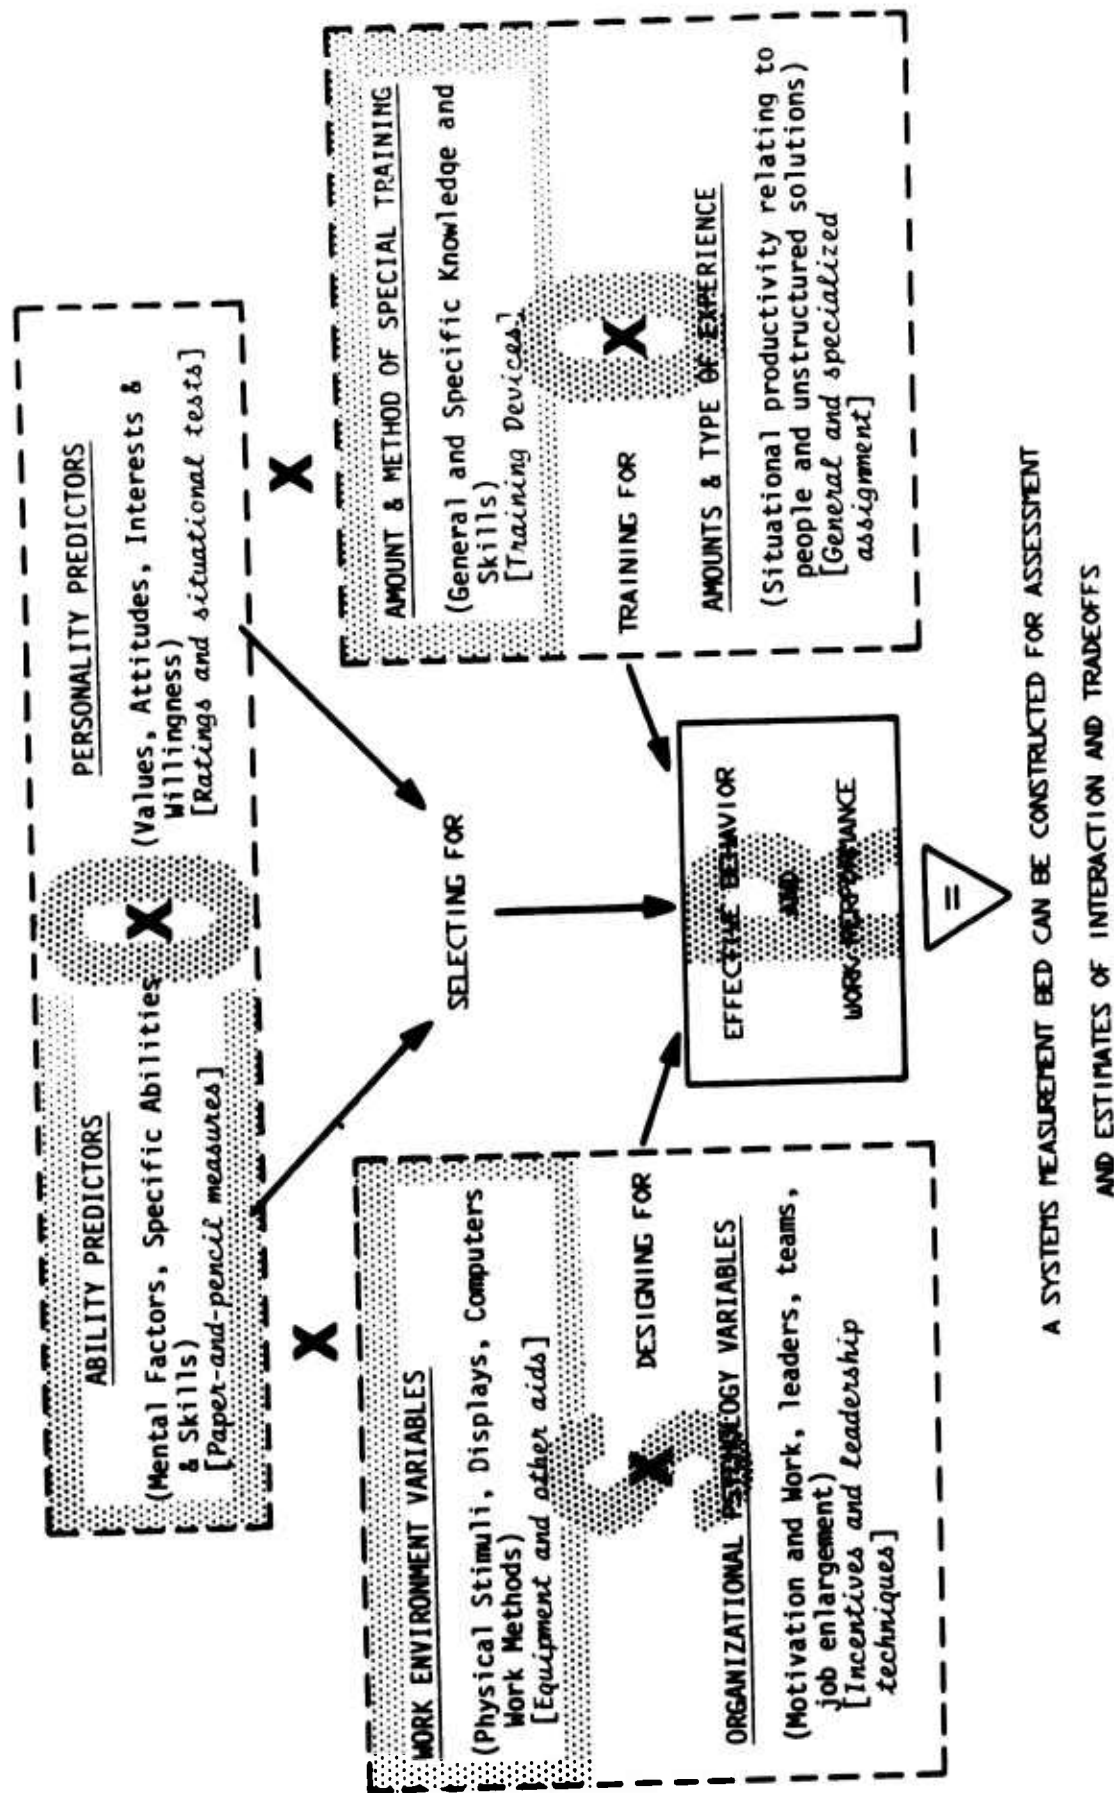 ABILITY PREDICTORS
(Mental Factors, Specific Abilities
& Skills)
[Paper-and-pencil measures]
X
PERSONALITY PREDICTORS
(Values, Attitudes, Interests &
Willingness)
[Ratings and situational tests]
X
X
SELECTING FOR
WORK ENVIRONMENT VARIABLES
(Physical Stimuli, Displays, Computers
Work Methods)
[Equipment and other aids]
X
DESIGNING FOR
ORGANIZATIONAL PSYCHOLOGY VARIABLES
(Motivation and Work, leaders, teams,
job enlargement)
[Incentives and leadership
techniques]
EFFECTIVE BEHAVIOR
AND
WORK PERFORMANCE
=
AMOUNT & METHOD OF SPECIAL TRAINING
(General and Specific Knowledge and
Skills)
[Training Devices]
TRAINING FOR
X
AMOUNTS & TYPE OF EXPERIENCE
(Situational productivity relating to
people and unstructured solutions)
[General and specialized
assignment]
A SYSTEMS MEASUREMENT BED CAN BE CONSTRUCTED FOR ASSESSMENT
AND ESTIMATES OF INTERACTION AND TRADEOFFS